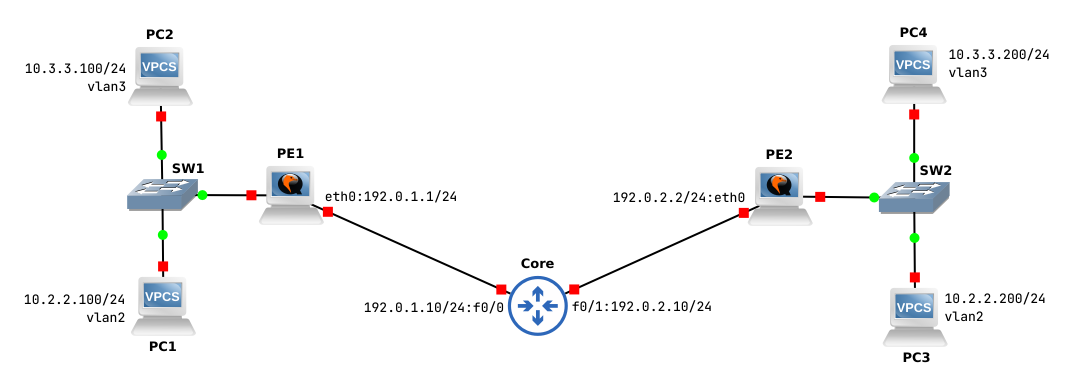 PC2
VPCS
10.3.3.100/24
vlan3
SW1
PE1
eth0:192.0.1.1/24
10.2.2.100/24
vlan2
VPCS
PC1
Core
192.0.1.10/24:f0/0
f0/1:192.0.2.10/24
PC4
VPCS
10.3.3.200/24
vlan3
PE2
192.0.2.2/24:eth0
SW2
VPCS
10.2.2.200/24
vlan2
PC3